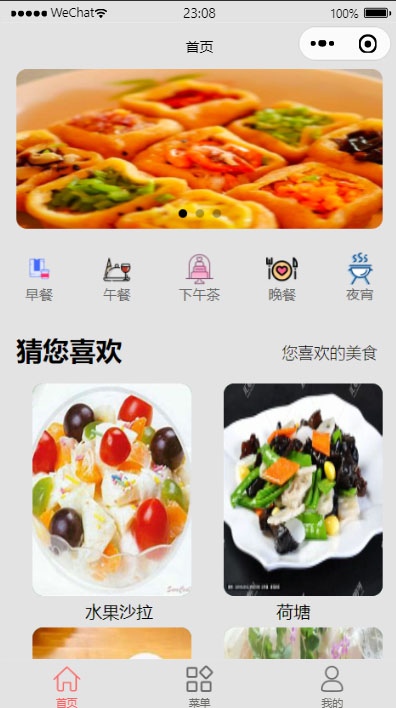 WeChat 23:08 100%
首页
早餐 午餐 下午茶 晚餐 夜宵
猜您喜欢 您喜欢的美食
水果沙拉 荷塘
首页 菜单 我的